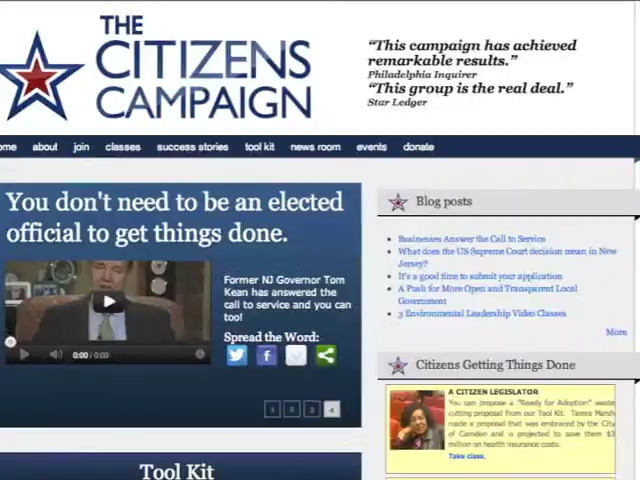 THE
CITIZENS
CAMPAIGN
“This campaign has achieved
remarkable results.”
Philadelphia Inquirer
“This group is the real deal.”
Star Ledger
ome about join classes success stories tool kit news room events donate
You don't need to be an elected
official to get things done.
Former NJ Governor Tom
Kean has answered the
call to service and you can
too!
Spread the Word:
0:00 / 0:00
1 2 3 4
Tool Kit
Blog posts
Businesses Answer the Call to Service
What does the US Supreme Court decision mean in New
Jersey?
It's a good time to submit your application
A Push for More Open and Transparent Local
Government
3 Environmental Leadership Video Classes
More
Citizens Getting Things Done
A CITIZEN LEGISLATOR
You can propose a "Ready for Adoption" waste
cutting proposal from our Tool Kit. Tamra Marsh
made a proposal that was embraced by the City
of Camden and is projected to save them $3
million on health insurance costs.
Take class.